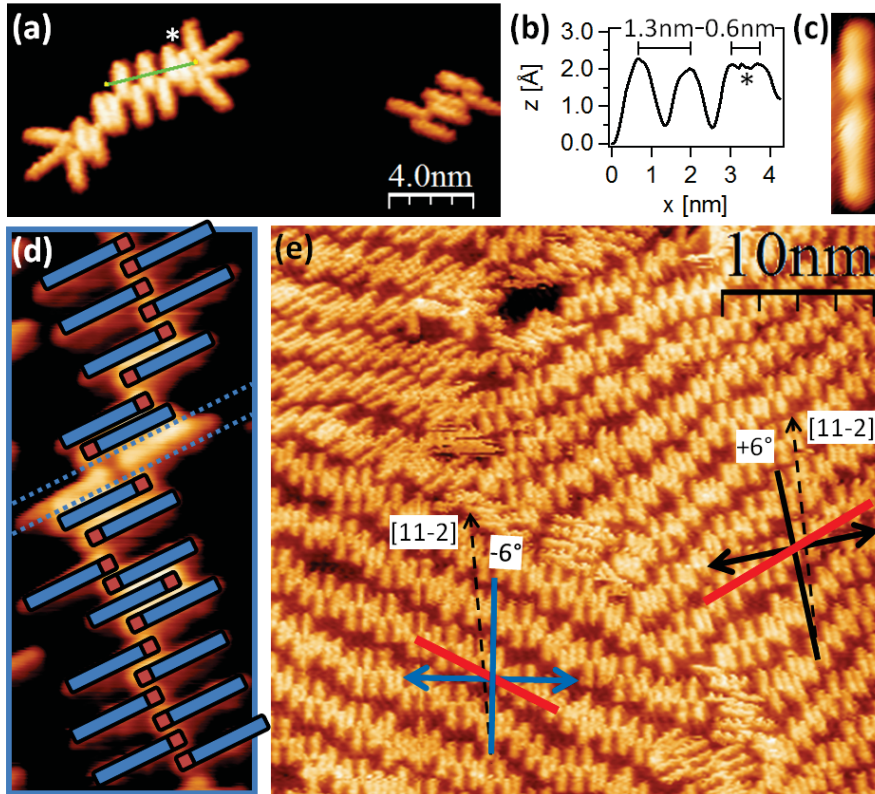 (a)
*
4.0nm
(b)
1.3nm
0.6nm
z [Å]
3.0
2.0
1.0
0.0
*
0
1
2
3
4
x [nm]
(c)
(d)
(e)
10nm
[11-2]
+6°
[11-2]
-6°